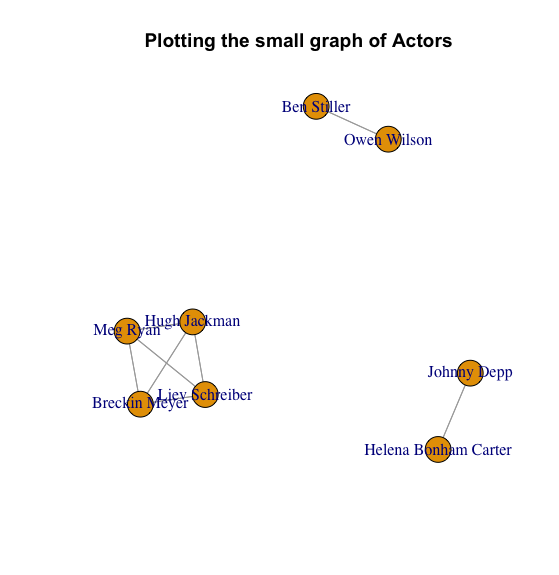 Plotting the small graph of Actors
Ben Stiller
Owen Wilson
Hugh Jackman
Meg Ryan
Liev Schreiber
Breckin Meyer
Johnny Depp
Helena Bonham Carter